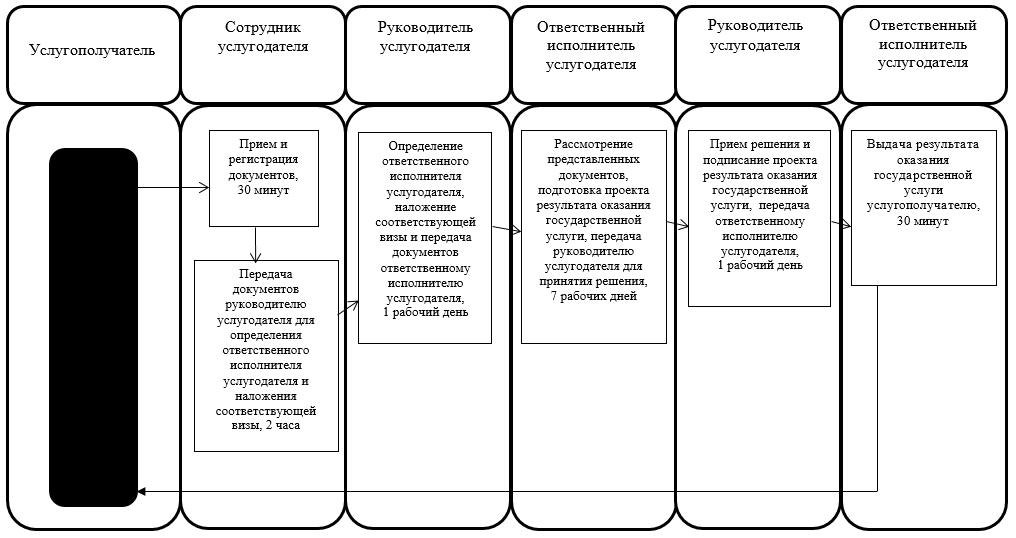 Услугополучатель
Сотрудник
услугодателя
Руководитель
услугодателя
Ответственный
исполнитель
услугодателя
Руководитель
услугодателя
Ответственный
исполнитель
услугодателя
Прием и
регистрация
документов,
30 минут
Передача
документов
руководителю
услугодателя для
определения
ответственного
исполнителя
услугодателя и
наложения
соответствующей
визы, 2 часа
Определение
ответственного
исполнителя
услугодателя,
наложение
соответствующей
визы и передача
документов
ответственному
исполнителю
услугодателя,
1 рабочий день
Рассмотрение
представленных
документов,
подготовка проекта
результата оказания
государственной
услуги, передача
руководителю
услугодателя для
принятия решения,
7 рабочих дней
Прием решения и
подписание проекта
результата оказания
государственной
услуги, передача
ответственному
исполнителю
услугодателя,
1 рабочий день
Выдача результата
оказания
государственной
услуги
услугополучателю,
30 минут